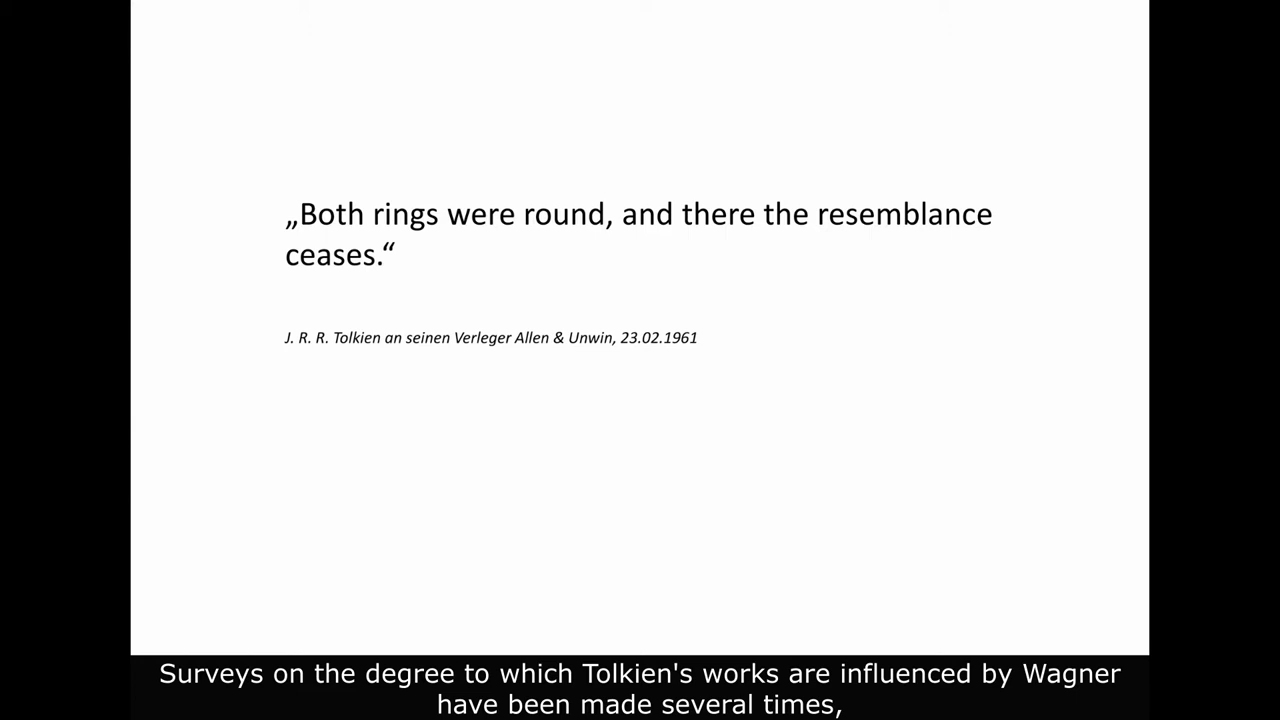 „Both rings were round, and there the resemblance
ceases.“
J. R. R. Tolkien an seinen Verleger Allen & Unwin, 23.02.1961
Surveys on the degree to which Tolkien's works are influenced by Wagner
have been made several times,